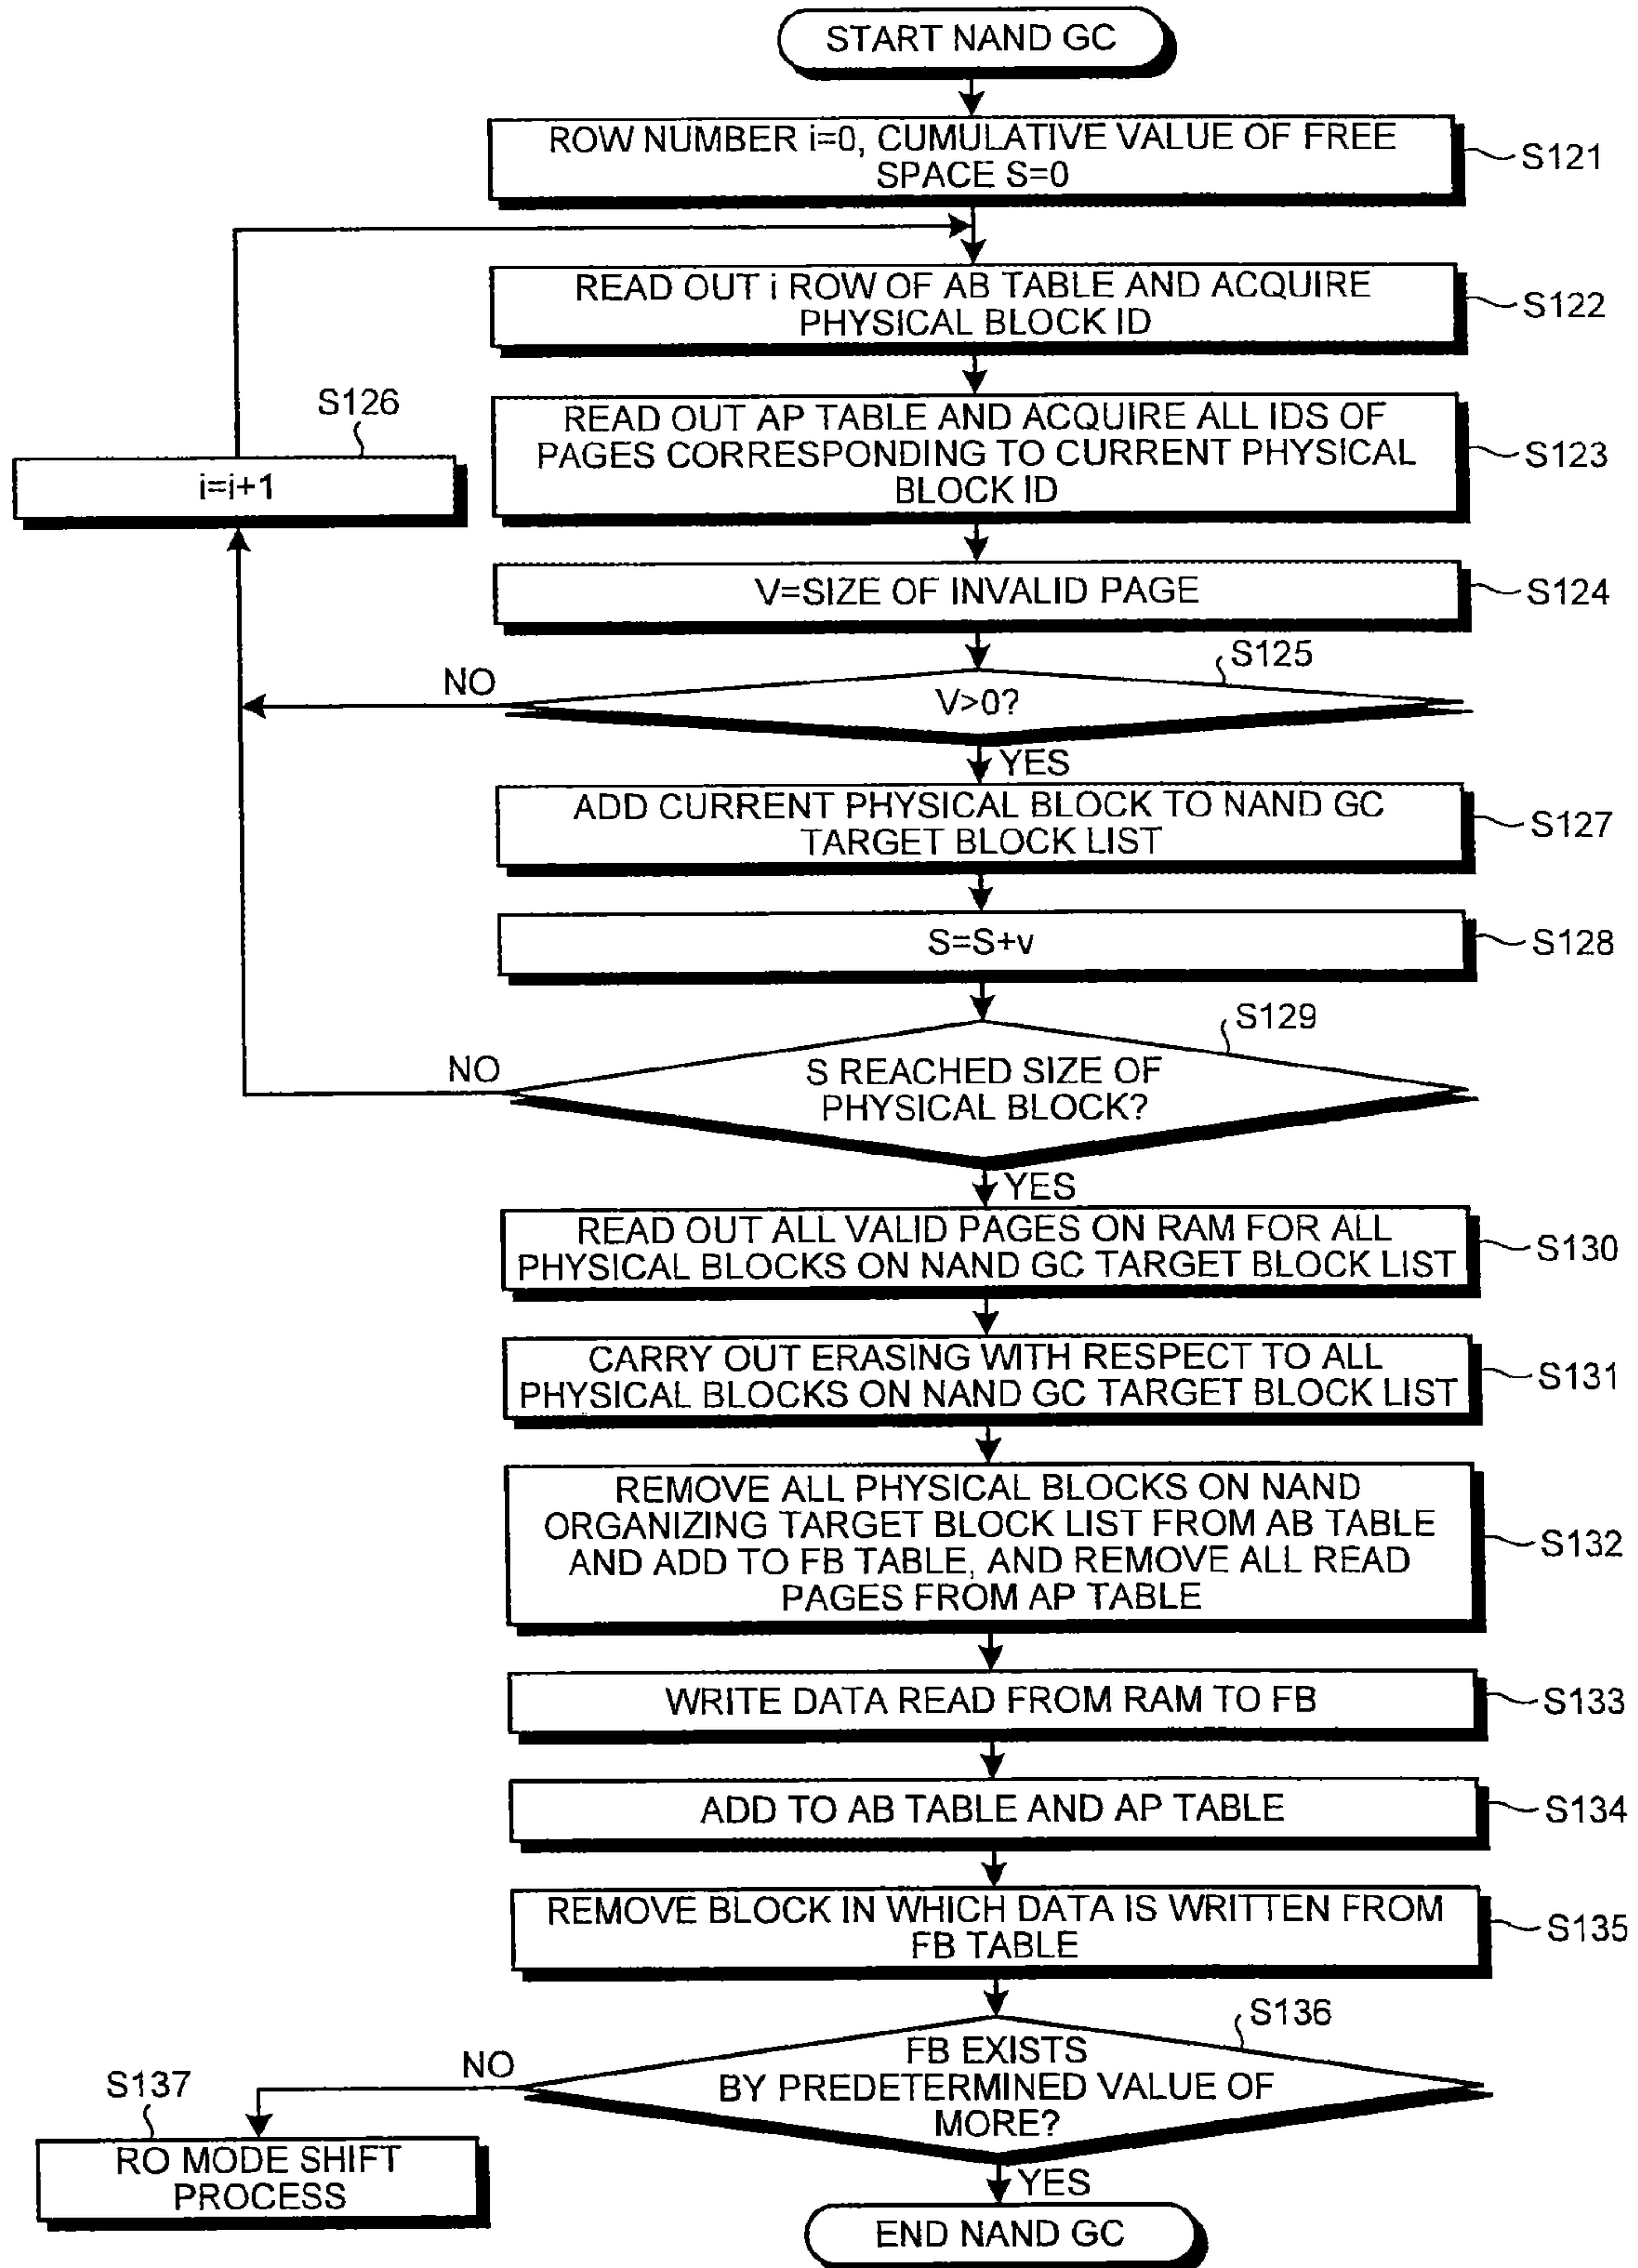 START NAND GC
ROW NUMBER i=0, CUMULATIVE VALUE OF FREE
SPACE S=0
S121
READ OUT i ROW OF AB TABLE AND ACQUIRE
PHYSICAL BLOCK ID
S122
S126
i=i+1
READ OUT AP TABLE AND ACQUIRE ALL IDS OF
PAGES CORRESPONDING TO CURRENT PHYSICAL
BLOCK ID
S123
V=SIZE OF INVALID PAGE
S124
S125
NO
V>0?
YES
ADD CURRENT PHYSICAL BLOCK TO NAND GC
TARGET BLOCK LIST
S127
S=S+v
S128
S129
NO
S REACHED SIZE OF
PHYSICAL BLOCK?
YES
READ OUT ALL VALID PAGES ON RAM FOR ALL
PHYSICAL BLOCKS ON NAND GC TARGET BLOCK LIST
S130
CARRY OUT ERASING WITH RESPECT TO ALL
PHYSICAL BLOCKS ON NAND GC TARGET BLOCK LIST
S131
REMOVE ALL PHYSICAL BLOCKS ON NAND
ORGANIZING TARGET BLOCK LIST FROM AB TABLE
AND ADD TO FB TABLE, AND REMOVE ALL READ
PAGES FROM AP TABLE
S132
WRITE DATA READ FROM RAM TO FB
S133
ADD TO AB TABLE AND AP TABLE
S134
REMOVE BLOCK IN WHICH DATA IS WRITTEN FROM
FB TABLE
S135
S136
NO
FB EXISTS
BY PREDETERMINED VALUE OF
MORE?
YES
S137
RO MODE SHIFT
PROCESS
END NAND GC